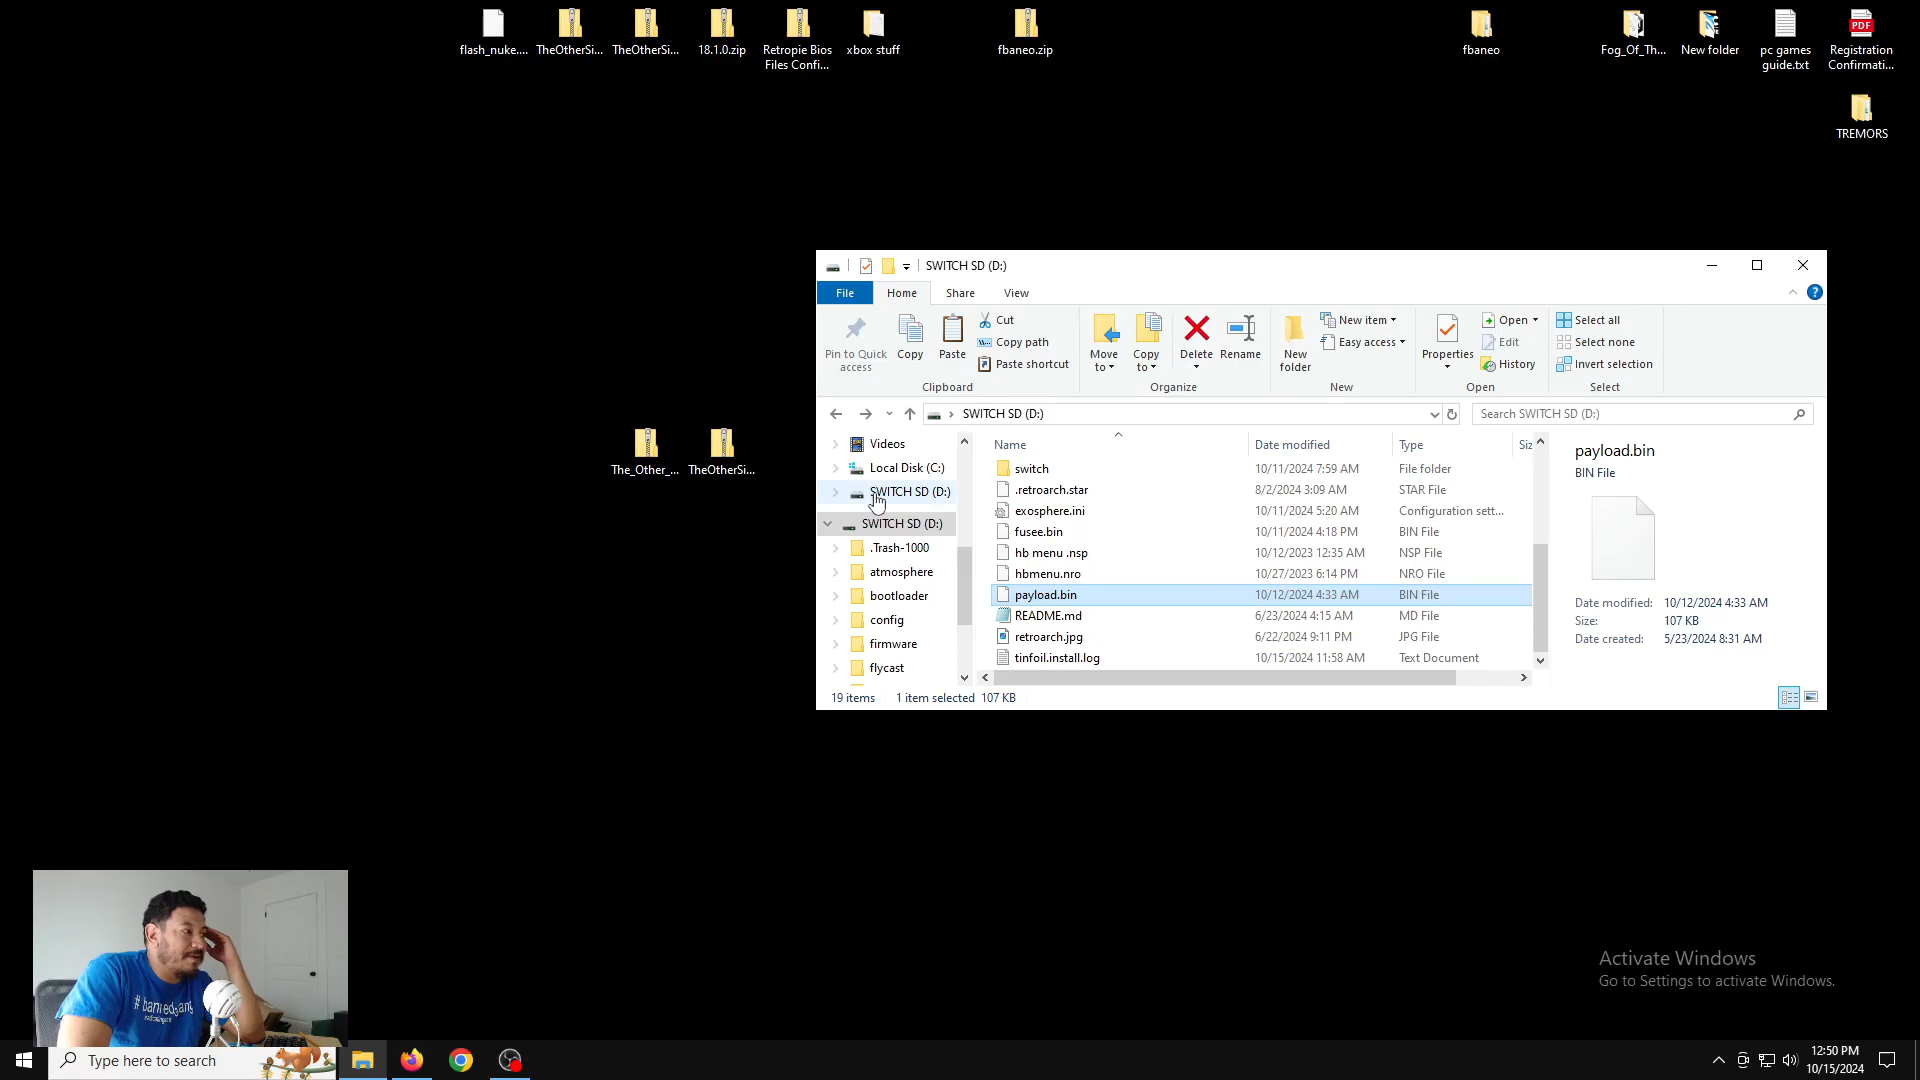 flash_nuke....
TheOtherSi...
TheOtherSi...
18.1.0.zip
Retropie Bios
Files Confi...
xbox stuff
fbaneo.zip
fbaneo
Fog_Of_Th...
New folder
pc games
guide.txt
PDF
Registration
Confirmati...
TREMORS
The_Other_...
TheOtherSi...
SWITCH SD (D:)
File
Home
Share
View
Pin to Quick
access
Copy
Paste
Cut
Copy path
Paste shortcut
Clipboard
Move
to
Copy
to
Delete
Rename
Organize
New
folder
New item
Easy access
New
Properties
Open
Edit
History
Open
Select all
Select none
Invert selection
Select
SWITCH SD (D:)
Search SWITCH SD (D:)
Videos
Local Disk (C:)
SWITCH SD (D:)
SWITCH SD (D:)
.Trash-1000
atmosphere
bootloader
config
firmware
flycast
Name Date modified Type Siz
switch 10/11/2024 7:59 AM File folder
.retroarch.star 8/2/2024 3:09 AM STAR File
exosphere.ini 10/11/2024 5:20 AM Configuration sett...
fusee.bin 10/11/2024 4:18 PM BIN File
hb menu .nsp 10/12/2023 12:35 AM NSP File
hbmenu.nro 10/27/2023 6:14 PM NRO File
payload.bin 10/12/2024 4:33 AM BIN File
README.md 6/23/2024 4:15 AM MD File
retroarch.jpg 6/22/2024 9:11 PM JPG File
tinfoil.install.log 10/15/2024 11:58 AM Text Document
payload.bin
BIN File
Date modified: 10/12/2024 4:33 AM
Size: 107 KB
Date created: 5/23/2024 8:31 AM
19 items 1 item selected 107 KB
Activate Windows
Go to Settings to activate Windows.
Type here to search
12:50 PM
10/15/2024